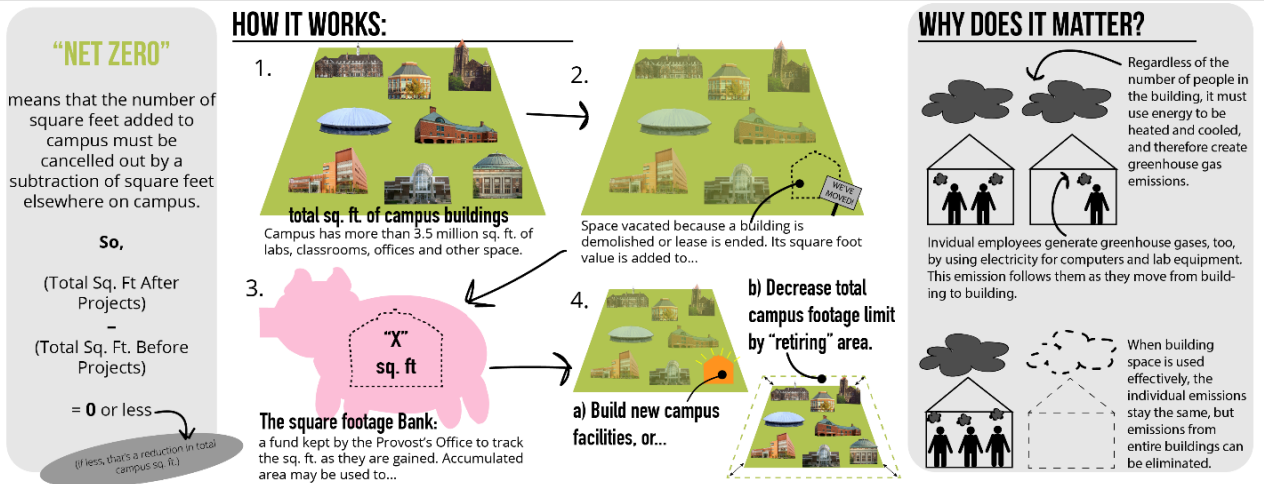 “NET ZERO”
means that the number of
square feet added to
campus must be
cancelled out by a
subtraction of square feet
elsewhere on campus.
So,
(Total Sq. Ft After
Projects)
–
(Total Sq. Ft. Before
Projects)
= 0 or less
(If less, that's a reduction in total
campus sq. ft.)
HOW IT WORKS:
1.
total sq. ft. of campus buildings
Campus has more than 3.5 million sq. ft. of
labs, classrooms, offices and other space.
2.
WE'VE
MOVED!
Space vacated because a building is
demolished or lease is ended. Its square foot
value is added to...
3.
“X”
sq. ft
The square footage Bank:
a fund kept by the Provost's Office to track
the sq. ft. as they are gained. Accumulated
area may be used to...
4.
a) Build new campus
facilities, or...
b) Decrease total
campus footage limit
by “retiring” area.
WHY DOES IT MATTER?
Regardless of the
number of people in
the building, it must
use energy to be
heated and cooled,
and therefore create
greenhouse gas
emissions.
Invidual employees generate greenhouse gases, too,
by using electricity for computers and lab equipment.
This emission follows them as they move from build-
ing to building.
When building
space is used
effectively, the
individual emissions
stay the same, but
emissions from
entire buildings can
be eliminated.